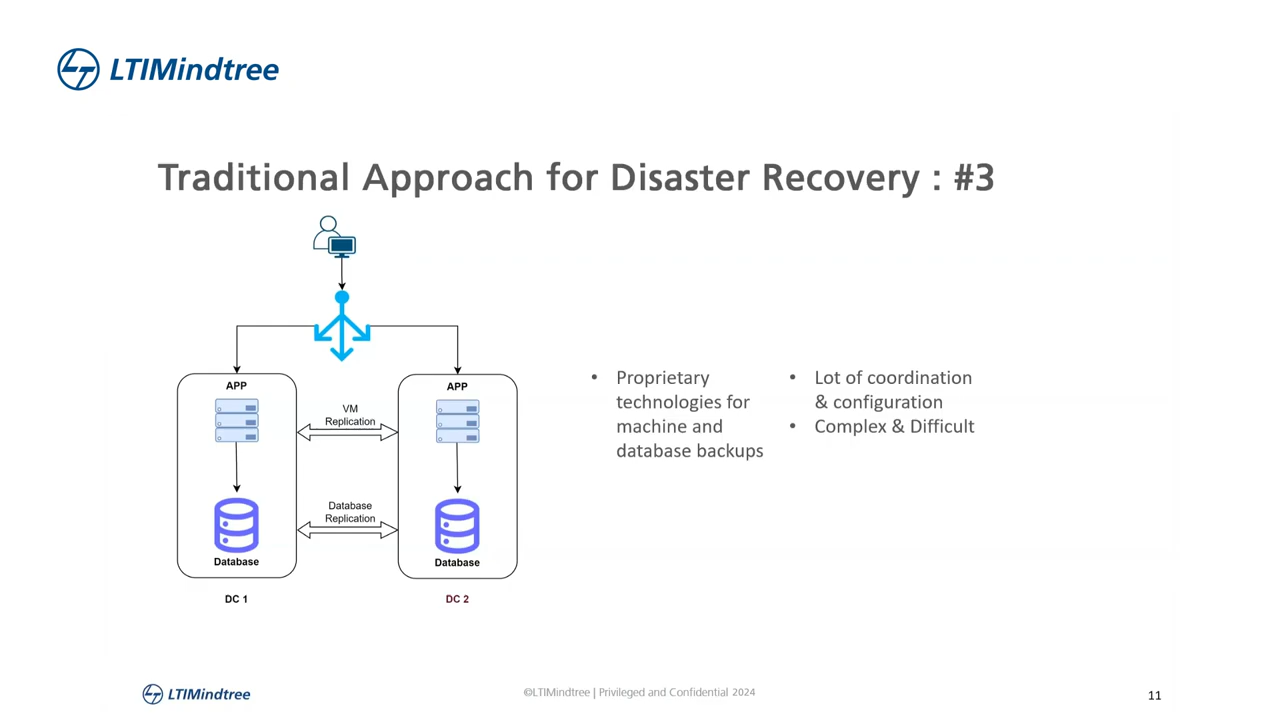 LTIMindtree
Traditional Approach for Disaster Recovery : #3
APP
APP
VM
Replication
Database
Replication
Database
Database
DC 1
DC 2
• Proprietary
technologies for
machine and
database backups
• Lot of coordination
& configuration
• Complex & Difficult
LTIMindtree
©LTIMindtree | Privileged and Confidential 2024
11